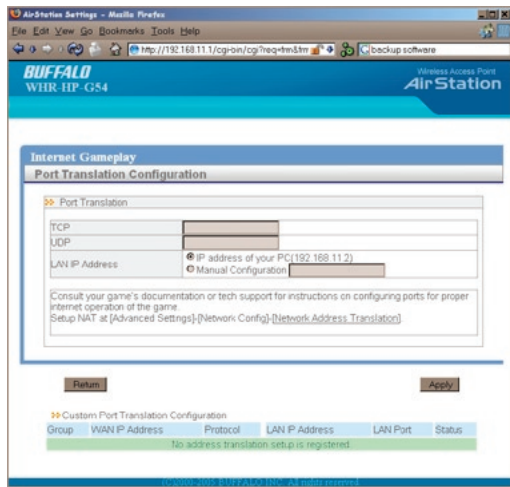 AirStation Settings - Mozilla Firefox
File Edit View Go Bookmarks Tools Help
http://192.168.11.1/cgi-bin/cgi?req=frm&frm
backup software
BUFFALO
WHR-HP-G54
Wireless Access Point
AirStation
Internet Gameplay
Port Translation Configuration
Port Translation
TCP
UDP
LAN IP Address
IP address of your PC(192.168.11.2)
Manual Configuration
Consult your game's documentation or tech support for instructions on configuring ports for proper
internet operation of the game.
Setup NAT at [Advanced Settings]-[Network Config]-[Network Address Translation].
Return
Apply
Custom Port Translation Configuration
Group WAN IP Address Protocol LAN IP Address LAN Port Status
No address translation setup is registered.
(C)2000-2005 BUFFALO INC. All rights reserved.